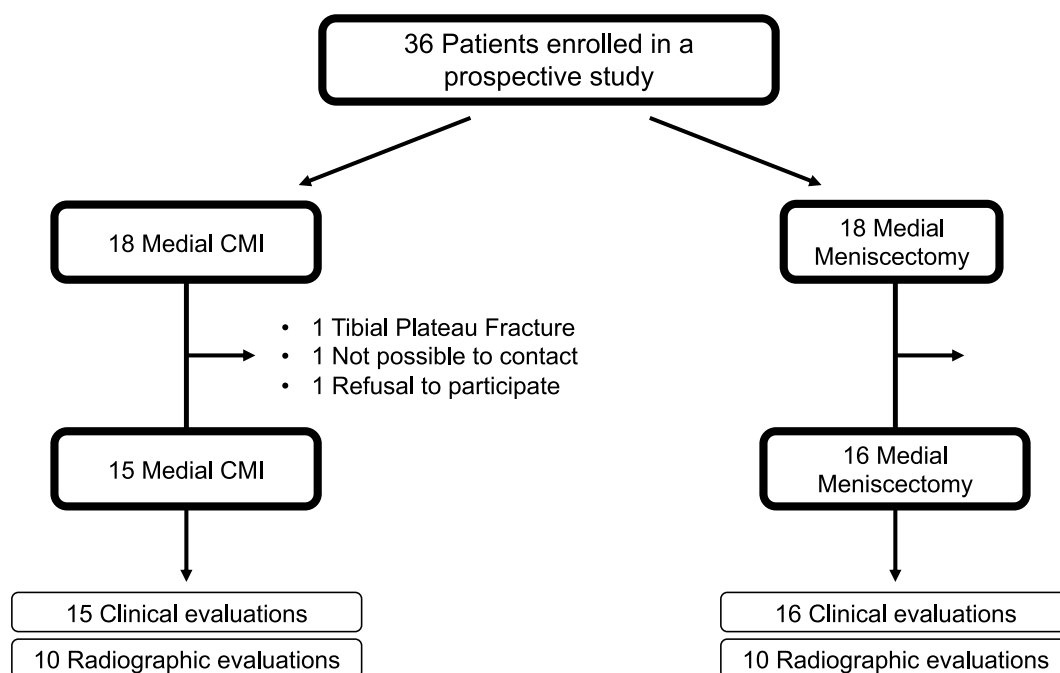 36 Patients enrolled in a
prospective study
18 Medial CMI
18 Medial
Meniscectomy
• 1 Tibial Plateau Fracture
• 1 Not possible to contact
• 1 Refusal to participate
15 Medial CMI
16 Medial
Meniscectomy
15 Clinical evaluations
16 Clinical evaluations
10 Radiographic evaluations
10 Radiographic evaluations